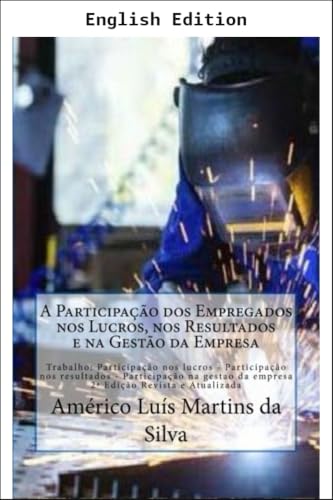 English Edition
A Participação dos Empregados
nos Lucros, nos Resultados
e na Gestão da Empresa
Trabalho: Participação nos lucros - Participação
nos resultados - Participação na gestao da empresa
2ª Edição Revista e Atualizada
Américo Luís Martins da
Silva